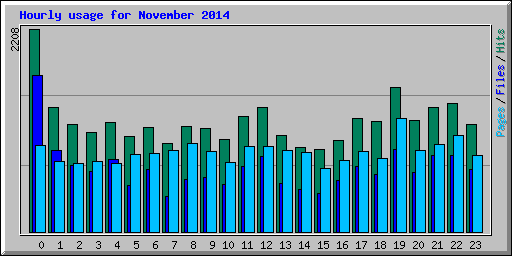 Hourly usage for November 2014
2208
Pages/Files/Hits
0 1 2 3 4 5 6 7 8 9 10 11 12 13 14 15 16 17 18 19 20 21 22 23